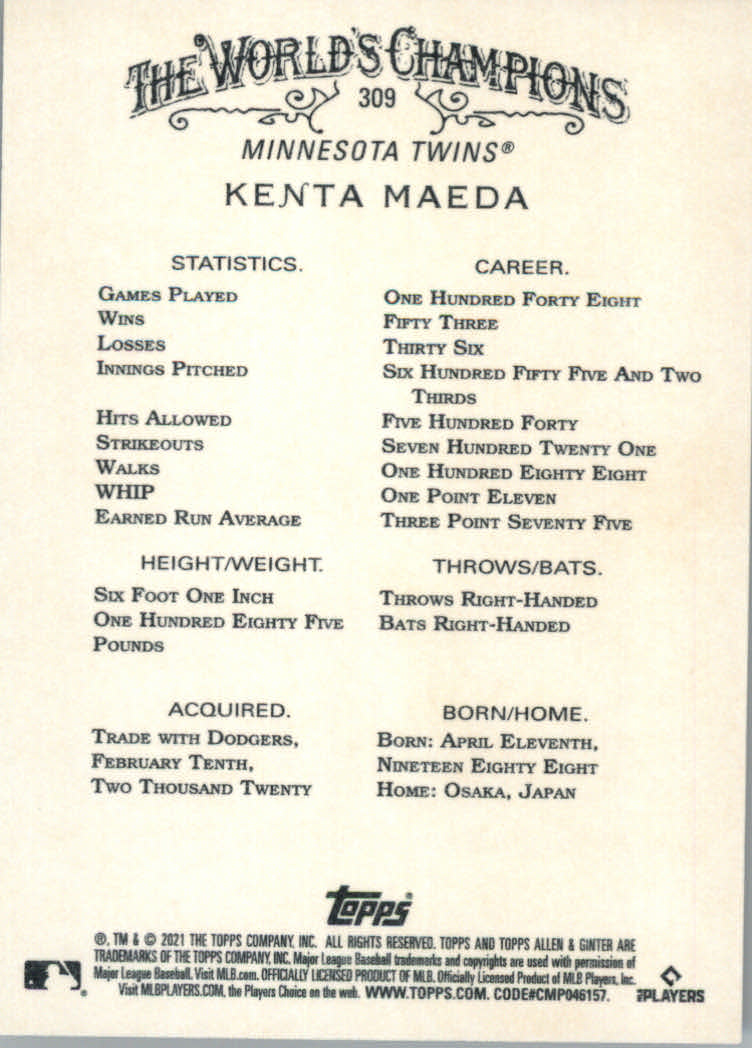 THE WORLD'S CHAMPIONS
309
MINNESOTA TWINS®
KENTA MAEDA
STATISTICS. CAREER.
GAMES PLAYED ONE HUNDRED FORTY EIGHT
WINS FIFTY THREE
LOSSES THIRTY SIX
INNINGS PITCHED SIX HUNDRED FIFTY FIVE AND TWO
THIRDS
HITS ALLOWED FIVE HUNDRED FORTY
STRIKEOUTS SEVEN HUNDRED TWENTY ONE
WALKS ONE HUNDRED EIGHTY EIGHT
WHIP ONE POINT ELEVEN
EARNED RUN AVERAGE THREE POINT SEVENTY FIVE
HEIGHT/WEIGHT. THROWS/BATS.
SIX FOOT ONE INCH THROWS RIGHT-HANDED
ONE HUNDRED EIGHTY FIVE BATS RIGHT-HANDED
POUNDS
ACQUIRED. BORN/HOME.
TRADE WITH DODGERS, BORN: APRIL ELEVENTH,
FEBRUARY TENTH, NINETEEN EIGHTY EIGHT
TWO THOUSAND TWENTY HOME: OSAKA, JAPAN
topps®
®, TM & © 2021 THE TOPPS COMPANY, INC. ALL RIGHTS RESERVED. TOPPS AND TOPPS ALLEN & GINTER ARE
TRADEMARKS OF THE TOPPS COMPANY, INC. Major League Baseball trademarks and copyrights are used with permission of
Major League Baseball. Visit MLB.com. OFFICIALLY LICENSED PRODUCT OF MLB. Officially Licensed Product of MLB Players, Inc.
Visit MLBPLAYERS.COM, the Players Choice on the web. WWW.TOPPS.COM. CODE#CMP046157.
PLAYERS